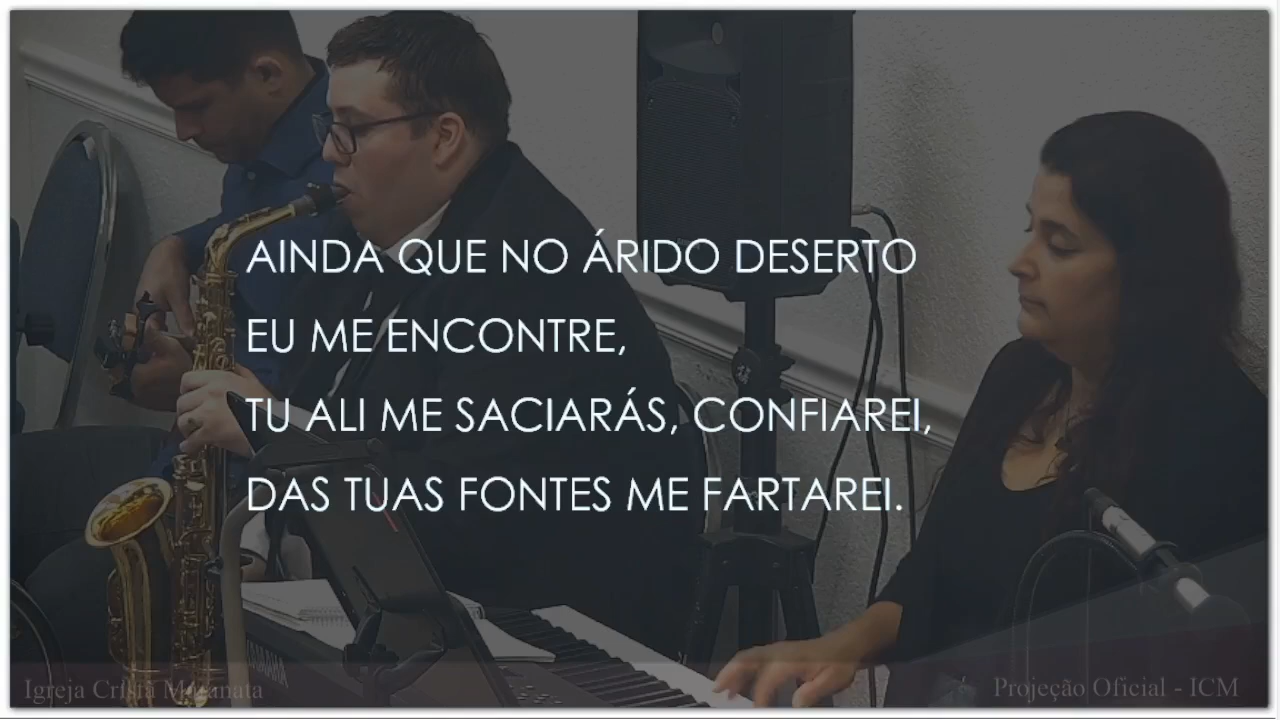 AINDA QUE NO ÁRIDO DESERTO
EU ME ENCONTRE,
TU ALI ME SACIARÁS, CONFIAREI,
DAS TUAS FONTES ME FARTAREI.
YAMAHA
Igreja Cristã Maranata
Projeção Oficial - ICM